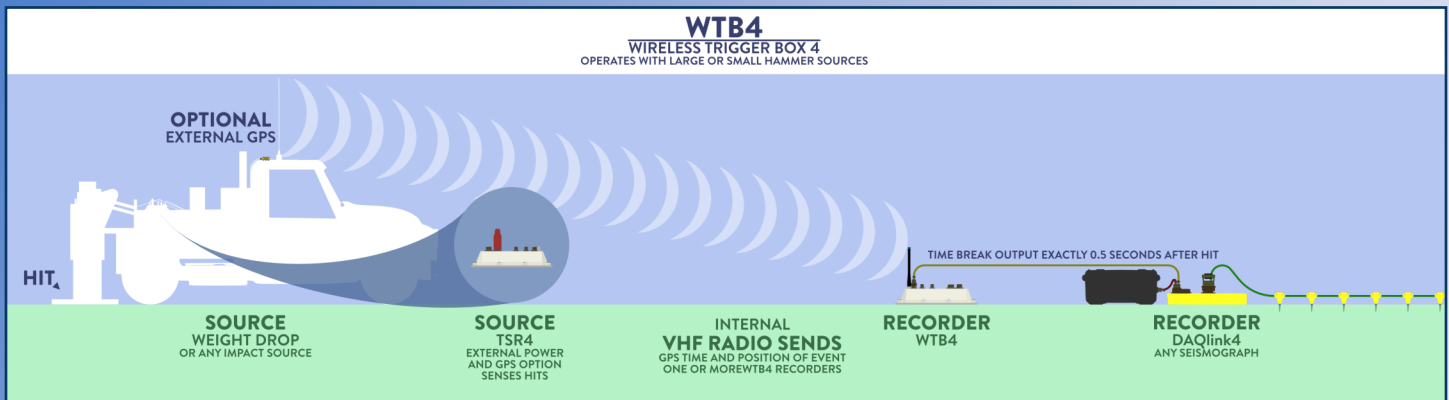 WTB4
WIRELESS TRIGGER BOX 4
OPERATES WITH LARGE OR SMALL HAMMER SOURCES
OPTIONAL
EXTERNAL GPS
HIT
TIME BREAK OUTPUT EXACTLY 0.5 SECONDS AFTER HIT
SOURCE
WEIGHT DROP
OR ANY IMPACT SOURCE
SOURCE
TSR4
EXTERNAL POWER
AND GPS OPTION
SENSES HITS
INTERNAL
VHF RADIO SENDS
GPS TIME AND POSITION OF EVENT
ONE OR MOREWTB4 RECORDERS
RECORDER
WTB4
RECORDER
DAQlink4
ANY SEISMOGRAPH